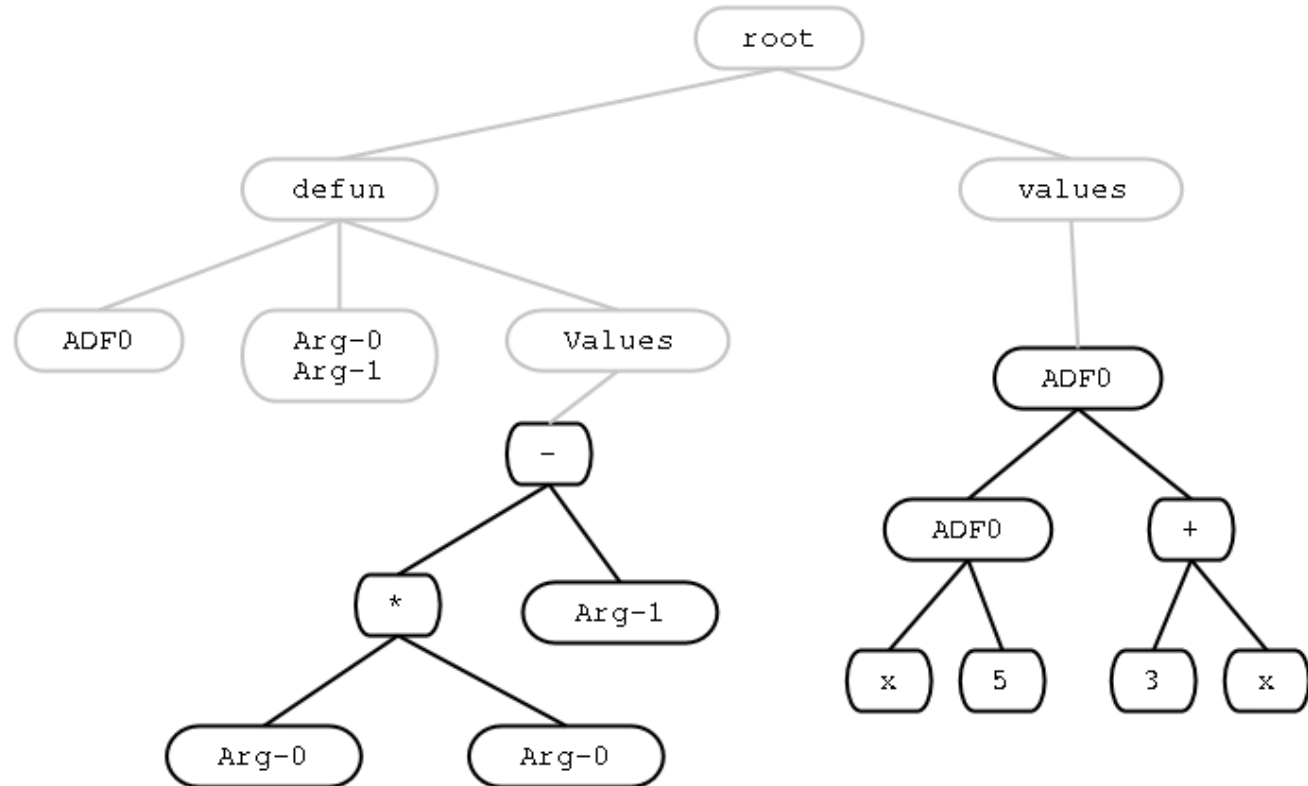 root
defun
values
ADF0
Arg-0
Arg-1
Values
ADF0
-
ADF0
+
*
Arg-1
x
5
3
x
Arg-0
Arg-0